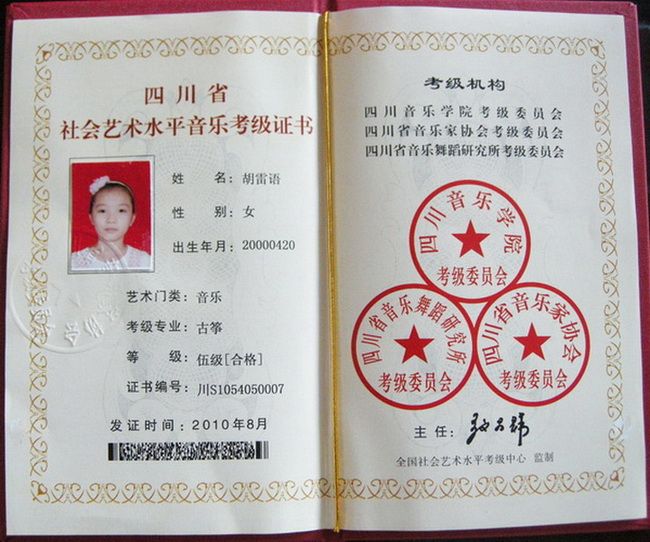 四川省
社会艺术水平音乐考级证书
姓 名：胡雷语
性 别：女
出生年月：20000420
艺术门类：音乐
考级专业：古筝
等 级：伍级[合格]
证书编号：川S1054050007
发证时间：2010年8月
考级机构
四川音乐学院考级委员会
四川省音乐家协会考级委员会
四川省音乐舞蹈研究所考级委员会
四川音乐学院
考级委员会
四川省音乐舞蹈研究所
考级委员会
四川省音乐家协会
考级委员会
主任：
全国社会艺术水平考级中心 监制